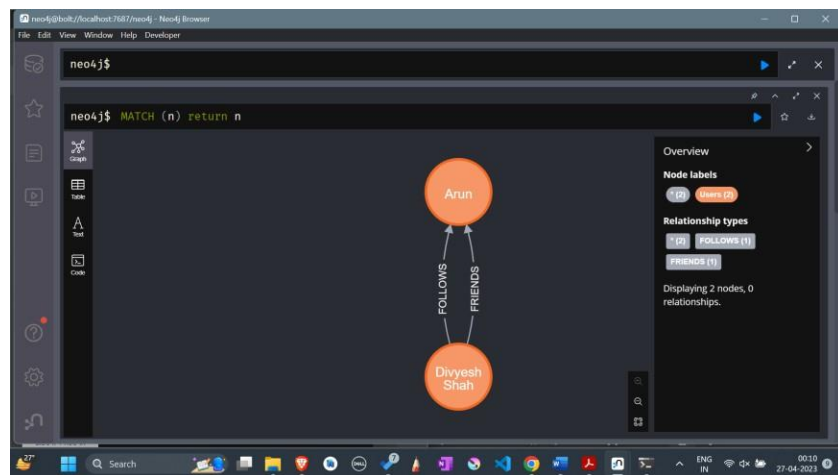 neo4j@bolt://localhost:7687/neo4j - Neo4j Browser
File Edit View Window Help Developer
neo4j$
neo4j$ MATCH (n) return n
Graph
Table
Text
Code
Arun
FOLLOWS
FRIENDS
Divyesh
Shah
Overview
Node labels
* (2) Users (2)
Relationship types
* (2) FOLLOWS (1)
FRIENDS (1)
Displaying 2 nodes, 0
relationships.
27°
Search
7
ENG
IN
00:10
27-04-2023